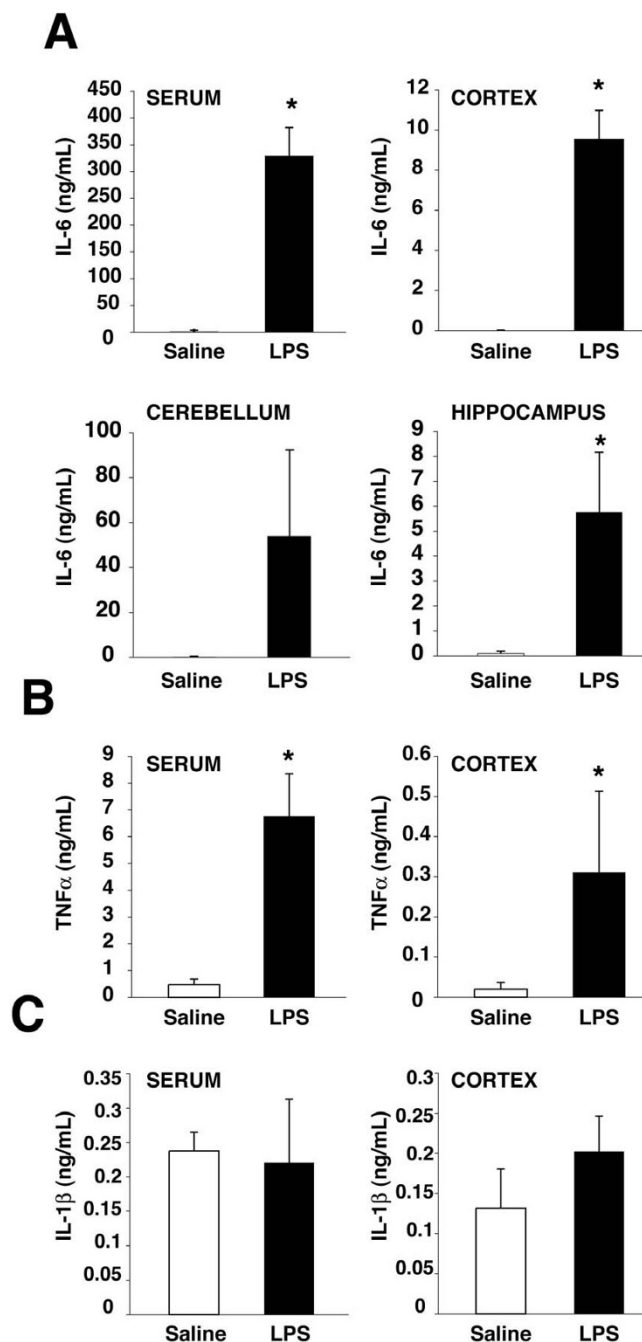 A
SERUM
*
IL-6 (ng/mL)
450
400
350
300
250
200
150
100
50
0
Saline LPS
CORTEX
*
IL-6 (ng/mL)
12
10
8
6
4
2
0
Saline LPS
CEREBELLUM
IL-6 (ng/mL)
100
80
60
40
20
0
Saline LPS
HIPPOCAMPUS
*
IL-6 (ng/mL)
9
8
7
6
5
4
3
2
1
0
Saline LPS
B
SERUM
*
TNFα (ng/mL)
9
8
7
6
5
4
3
2
1
0
Saline LPS
CORTEX
*
TNFα (ng/mL)
0.6
0.5
0.4
0.3
0.2
0.1
0
Saline LPS
C
SERUM
IL-1β (ng/mL)
0.35
0.3
0.25
0.2
0.15
0.1
0.05
0
Saline LPS
CORTEX
IL-1β (ng/mL)
0.3
0.25
0.2
0.15
0.1
0.05
0
Saline LPS